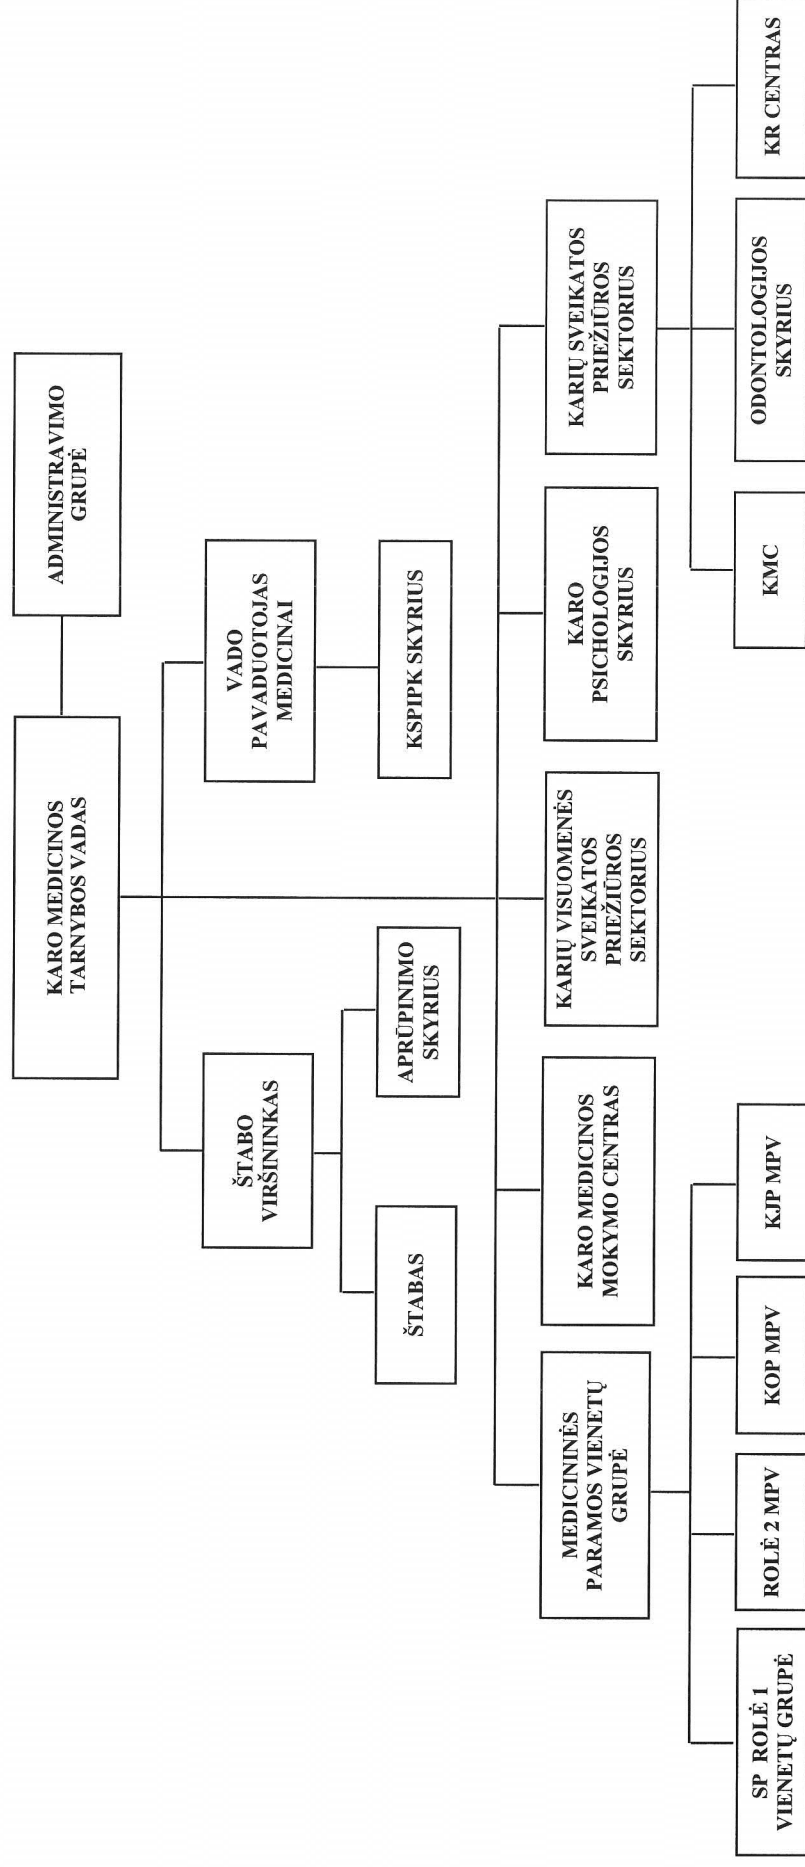 KARO MEDICINOS
TARNYBOS VADAS
ADMINISTRAVIMO
GRUPĖ
ŠTABO
VIRŠININKAS
VADO
PAVADUOTOJAS
MEDICINAI
ŠTABAS
APRŪPINIMO
SKYRIUS
KSPIPK SKYRIUS
MEDICININĖS
PARAMOS VIENETŲ
GRUPĖ
KARO MEDICINOS
MOKYMO CENTRAS
KARIŲ VISUOMENĖS
SVEIKATOS
PRIEŽIŪROS
SEKTORIUS
KARO
PSICHOLOGIJOS
SKYRIUS
KARIŲ SVEIKATOS
PRIEŽIŪROS
SEKTORIUS
SP ROLĖ 1
VIENETŲ GRUPĖ
ROLĖ 2 MPV
KOP MPV
KJP MPV
KMC
ODONTOLOGIJOS
SKYRIUS
KR CENTRAS